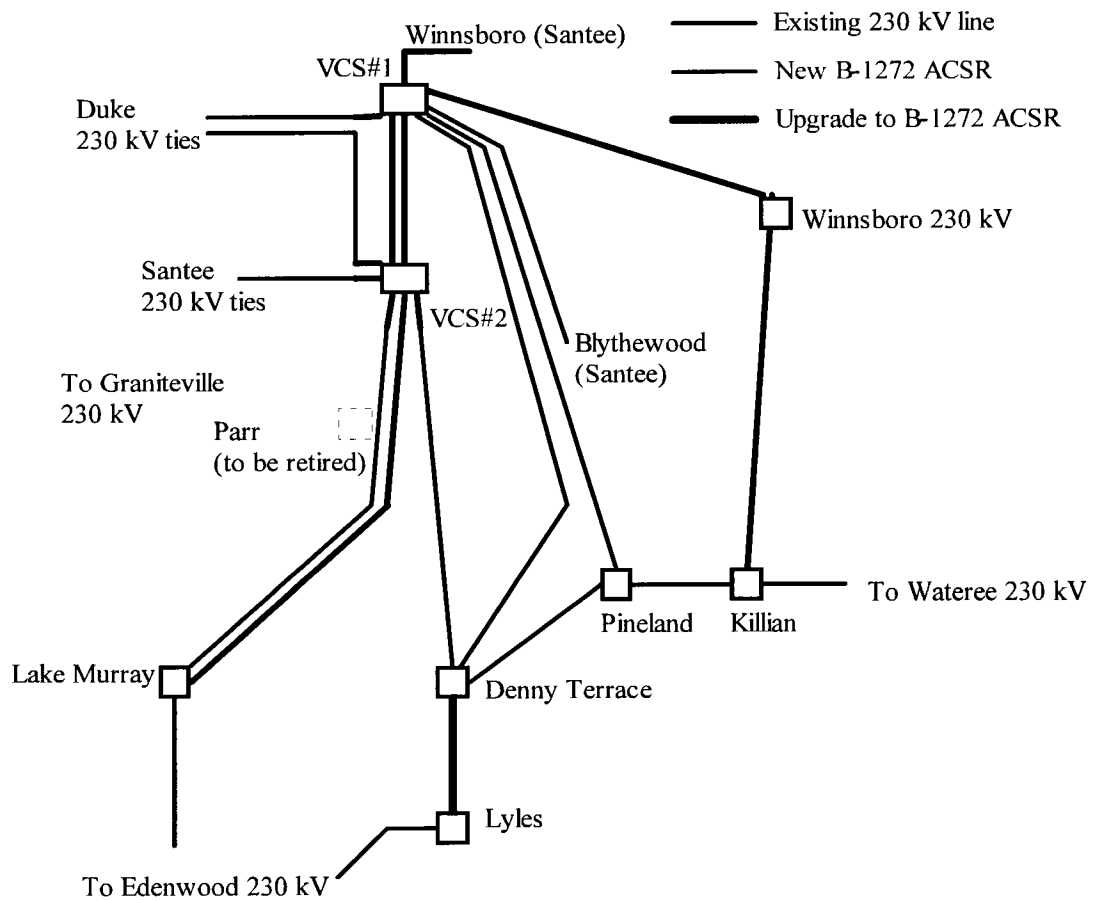 Winnsboro (Santee)
Existing 230 kV line
VCS#1
New B-1272 ACSR
Duke
230 kV ties
Upgrade to B-1272 ACSR
Winnsboro 230 kV
Santee
230 kV ties
VCS#2
Blythewood
(Santee)
To Graniteville
230 kV
Parr
(to be retired)
To Wateree 230 kV
Pineland
Killian
Lake Murray
Denny Terrace
Lyles
To Edenwood 230 kV